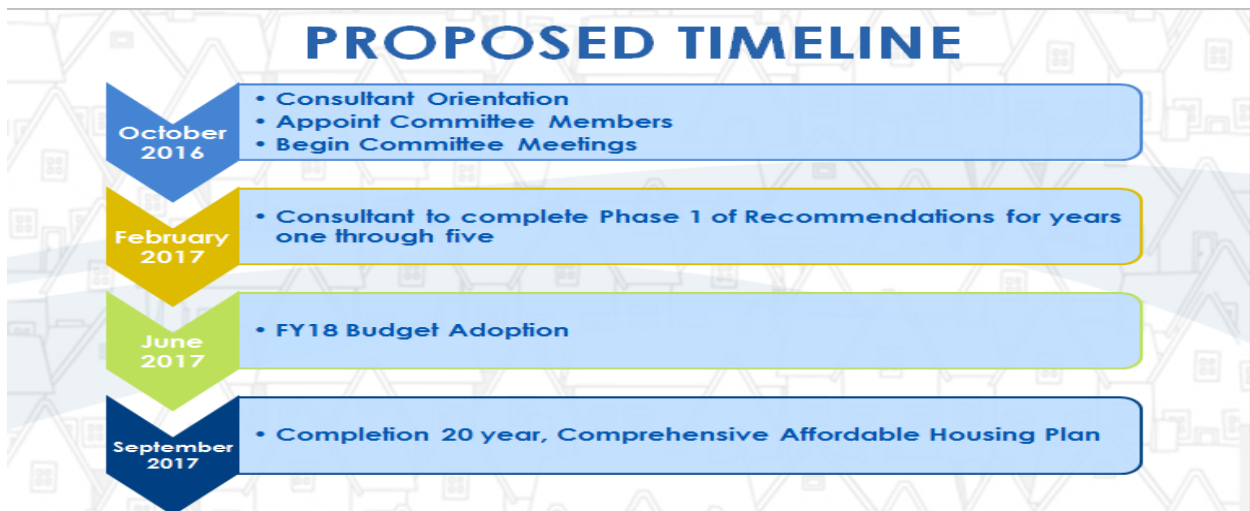 PROPOSED TIMELINE
October
2016
• Consultant Orientation
• Appoint Committee Members
• Begin Committee Meetings
February
2017
• Consultant to complete Phase 1 of Recommendations for years
one through five
June
2017
• FY18 Budget Adoption
September
2017
• Completion 20 year, Comprehensive Affordable Housing Plan